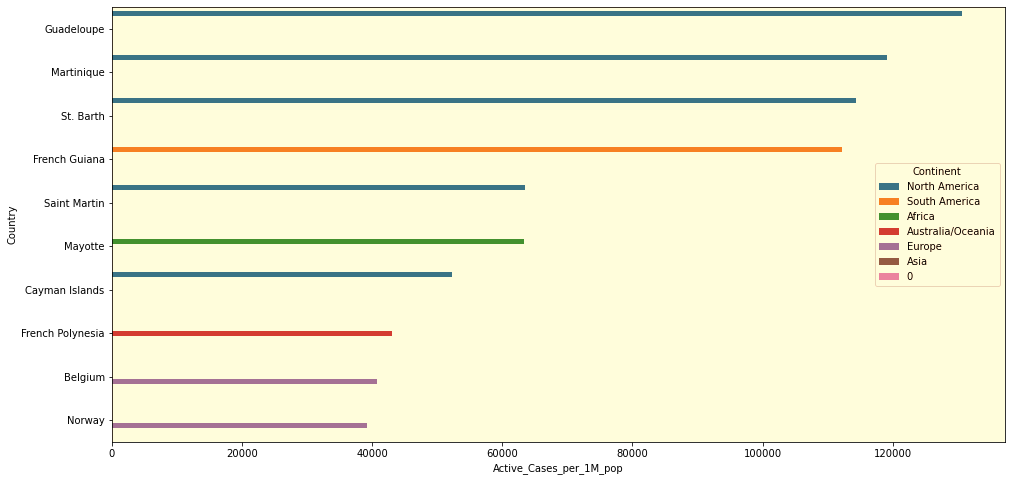 Guadeloupe
Martinique
St. Barth
French Guiana
Saint Martin
Mayotte
Cayman Islands
French Polynesia
Belgium
Norway
Country
0 20000 40000 60000 80000 100000 120000
Active_Cases_per_1M_pop
Continent
North America
South America
Africa
Australia/Oceania
Europe
Asia
0